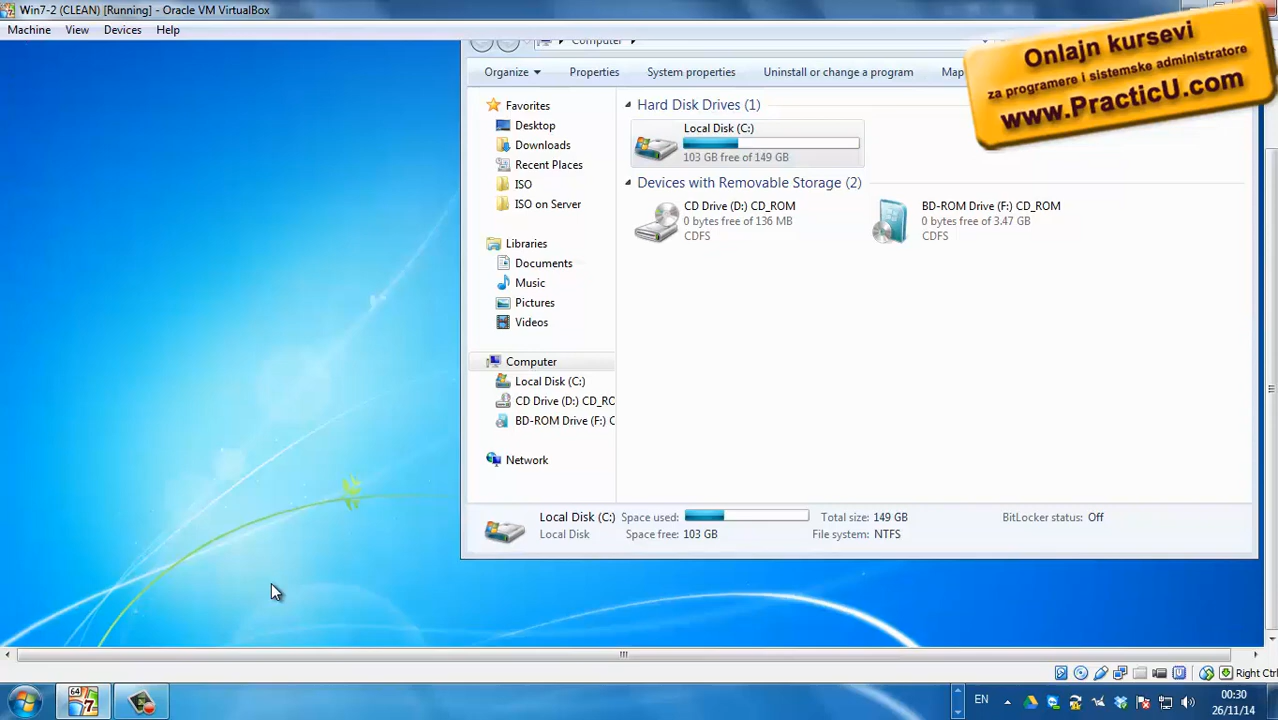 Win7-2 (CLEAN) [Running] - Oracle VM VirtualBox
Machine View Devices Help
Onlajn kursevi
za programere i sistemske administratore
www.PracticU.com
Computer
Organize Properties System properties Uninstall or change a program Map
Favorites
Desktop
Downloads
Recent Places
ISO
ISO on Server
Libraries
Documents
Music
Pictures
Videos
Computer
Local Disk (C:)
CD Drive (D:) CD_RO
BD-ROM Drive (F:) C
Network
Hard Disk Drives (1)
Local Disk (C:)
103 GB free of 149 GB
Devices with Removable Storage (2)
CD Drive (D:) CD_ROM
0 bytes free of 136 MB
CDFS
BD-ROM Drive (F:) CD_ROM
0 bytes free of 3.47 GB
CDFS
Local Disk (C:) Space used: Total size: 149 GB BitLocker status: Off
Local Disk Space free: 103 GB File system: NTFS
Right Ctrl
64
7
EN
00:30
26/11/14